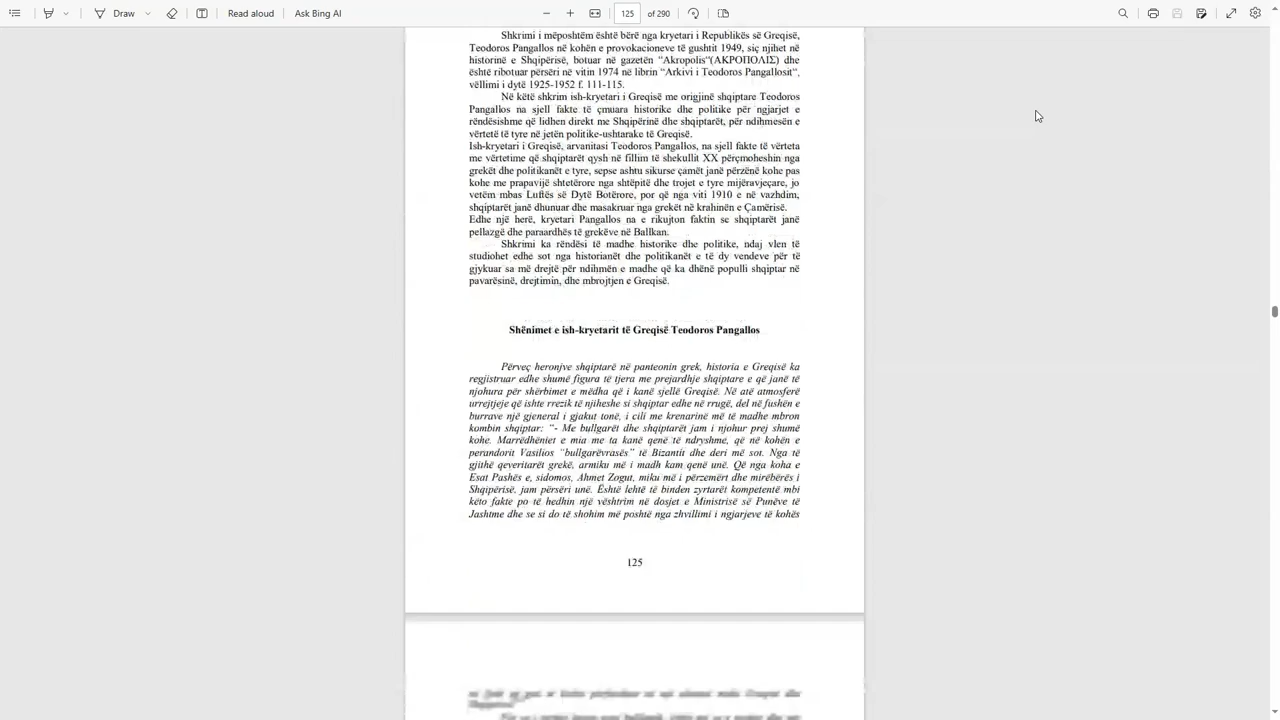 Draw
Read aloud
Ask Bing AI
125
of 290
Shkrimi i mëposhtëm është bërë nga kryetari i Republikës së Greqisë,
Teodoros Pangallos në kohën e provokacioneve të gushtit 1949, siç njihet në
historinë e Shqipërisë, botuar në gazetën “Akropolis“(ΑΚΡΟΠΟΛΙΣ) dhe
është ribotuar përsëri në vitin 1974 në librin “Arkivi i Teodoros Pangallosit“,
vëllimi i dytë 1925-1952 f. 111-115.
Në këtë shkrim ish-kryetari i Greqisë me origjinë shqiptare Teodoros
Pangallos na sjell fakte të çmuara historike dhe politike për ngjarjet e
rëndësishme që lidhen direkt me Shqipërinë dhe shqiptarët, për ndihmesën e
vërtetë të tyre në jetën politike-ushtarake të Greqisë.
Ish-kryetari i Greqisë, arvanitasi Teodoros Pangallos, na sjell fakte të vërteta
me vërtetime që shqiptarët qysh në fillim të shekullit XX përçmoheshin nga
grekët dhe politikanët e tyre, sepse ashtu sikurse çamët janë përzënë kohe pas
kohe me prapavijë shtetërore nga shtëpitë dhe trojet e tyre mijëravjeçare, jo
vetëm mbas Luftës së Dytë Botërore, por që nga viti 1910 e në vazhdim,
shqiptarët janë dhunuar dhe masakruar nga grekët në krahinën e Çamërisë.
Edhe një herë, kryetari Pangallos na e rikujton faktin se shqiptarët janë
pellazgë dhe paraardhës të grekëve në Ballkan.
Shkrimi ka rëndësi të madhe historike dhe politike, ndaj vlen të
studiohet edhe sot nga historianët dhe politikanët e të dy vendeve për të
gjykuar sa më drejtë për ndihmën e madhe që ka dhënë populli shqiptar në
pavarësinë, drejtimin, dhe mbrojtjen e Greqisë.
Shënimet e ish-kryetarit të Greqisë Teodoros Pangallos
Përveç heronjve shqiptarë në panteonin grek, historia e Greqisë ka
regjistruar edhe shumë figura të tjera me prejardhje shqiptare e që janë të
njohura për shërbimet e mëdha që i kanë sjellë Greqisë. Në atë atmosferë
urrejtjeje që ishte rrezik të njiheshe si shqiptar edhe në rrugë, del në fushën e
burrave një gjeneral i gjakut tonë, i cili me krenarinë më të madhe mbron
kombin shqiptar: “- Me bullgarët dhe shqiptarët jam i njohur prej shumë
kohe. Marrëdhëniet e mia me ta kanë qenë të ndryshme, që në kohën e
perandorit Vasilios “bullgarëvrasës” të Bizantit dhe deri më sot. Nga të
gjithë qeveritarët grekë, armiku më i madh kam qenë unë. Që nga koha e
Esat Pashës e, sidomos, Ahmet Zogut, miku më i përzemërt dhe mirëbërës i
Shqipërisë, jam përsëri unë. Është lehtë të binden zyrtarët kompetentë mbi
këto fakte po të hedhin një vështrim në dosjet e Ministrisë së Punëve të
Jashtme dhe se si do të shohim më poshtë nga zhvillimi i ngjarjeve të kohës
125